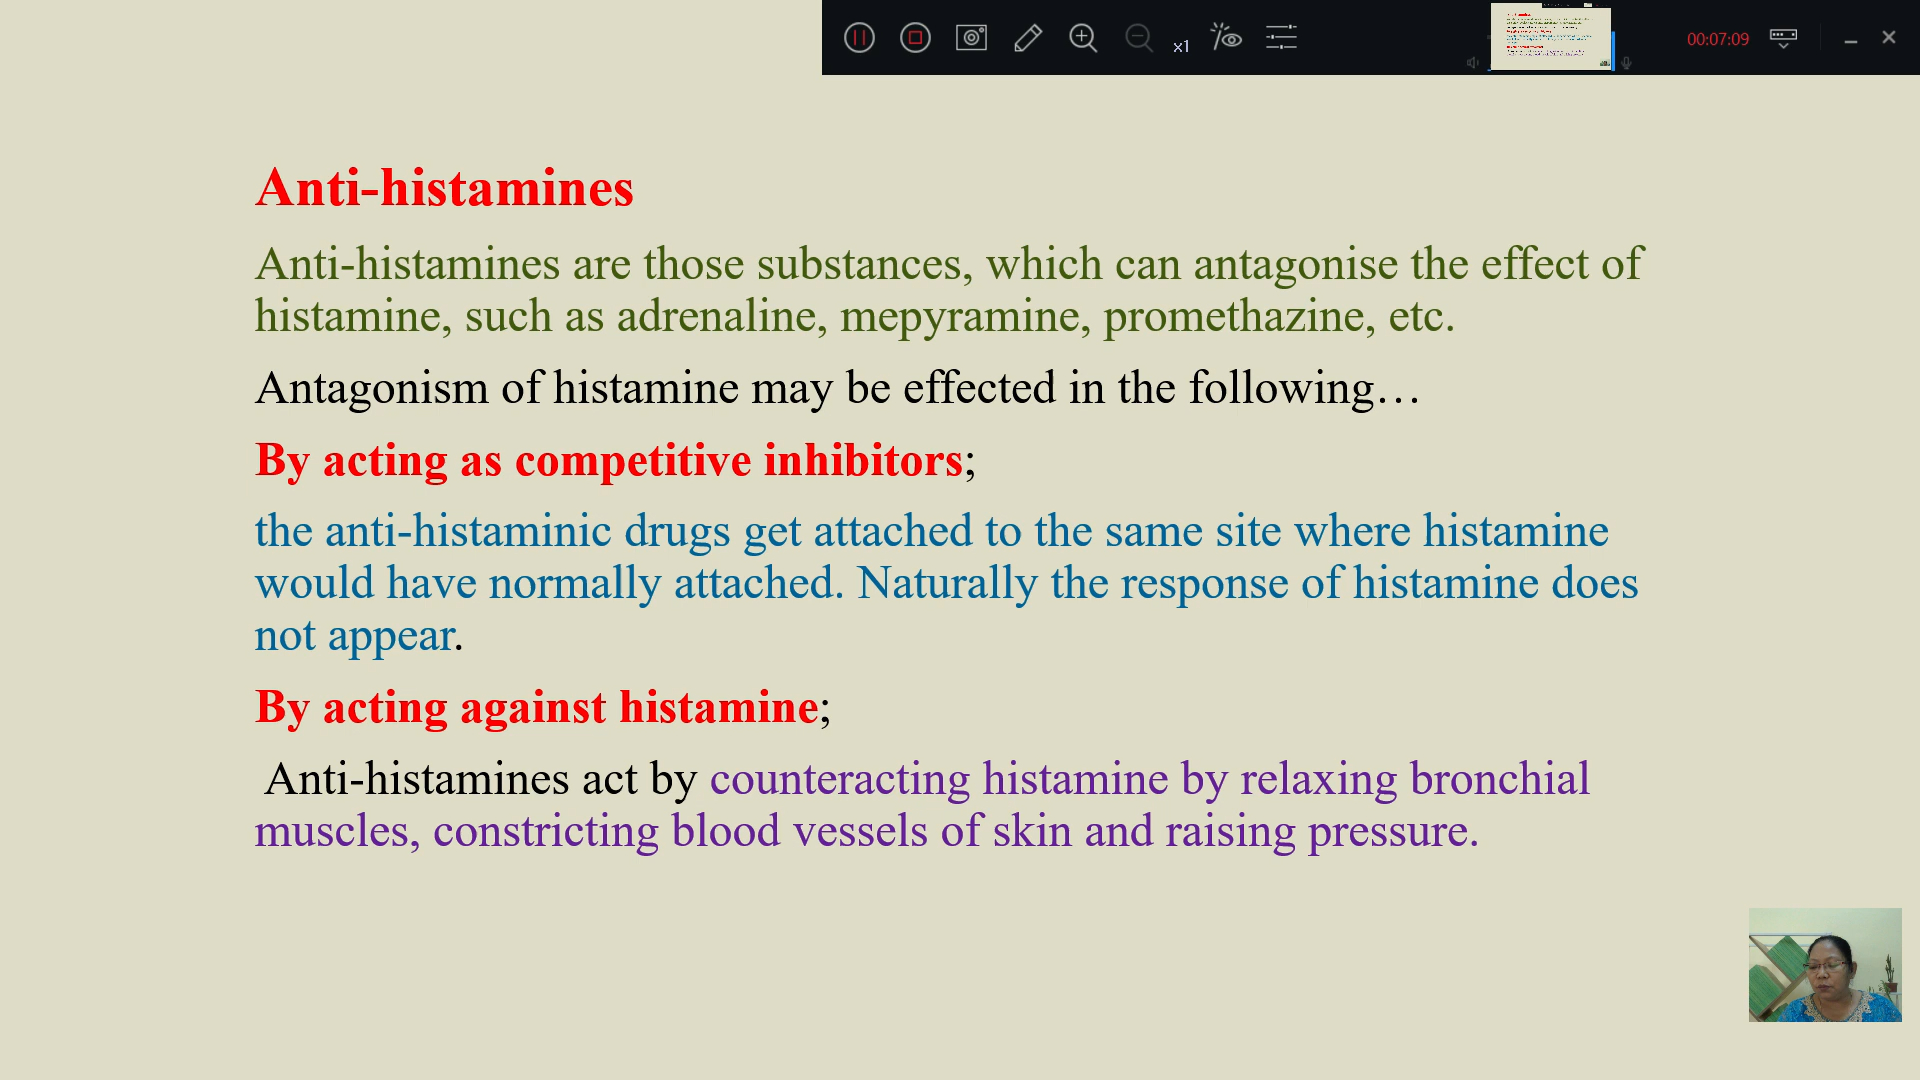 x1
00:07:09
Anti-histamines
Anti-histamines are those substances, which can antagonise the effect of
histamine, such as adrenaline, mepyramine, promethazine, etc.
Antagonism of histamine may be effected in the following…
By acting as competitive inhibitors;
the anti-histaminic drugs get attached to the same site where histamine
would have normally attached. Naturally the response of histamine does
not appear.
By acting against histamine;
Anti-histamines act by counteracting histamine by relaxing bronchial
muscles, constricting blood vessels of skin and raising pressure.